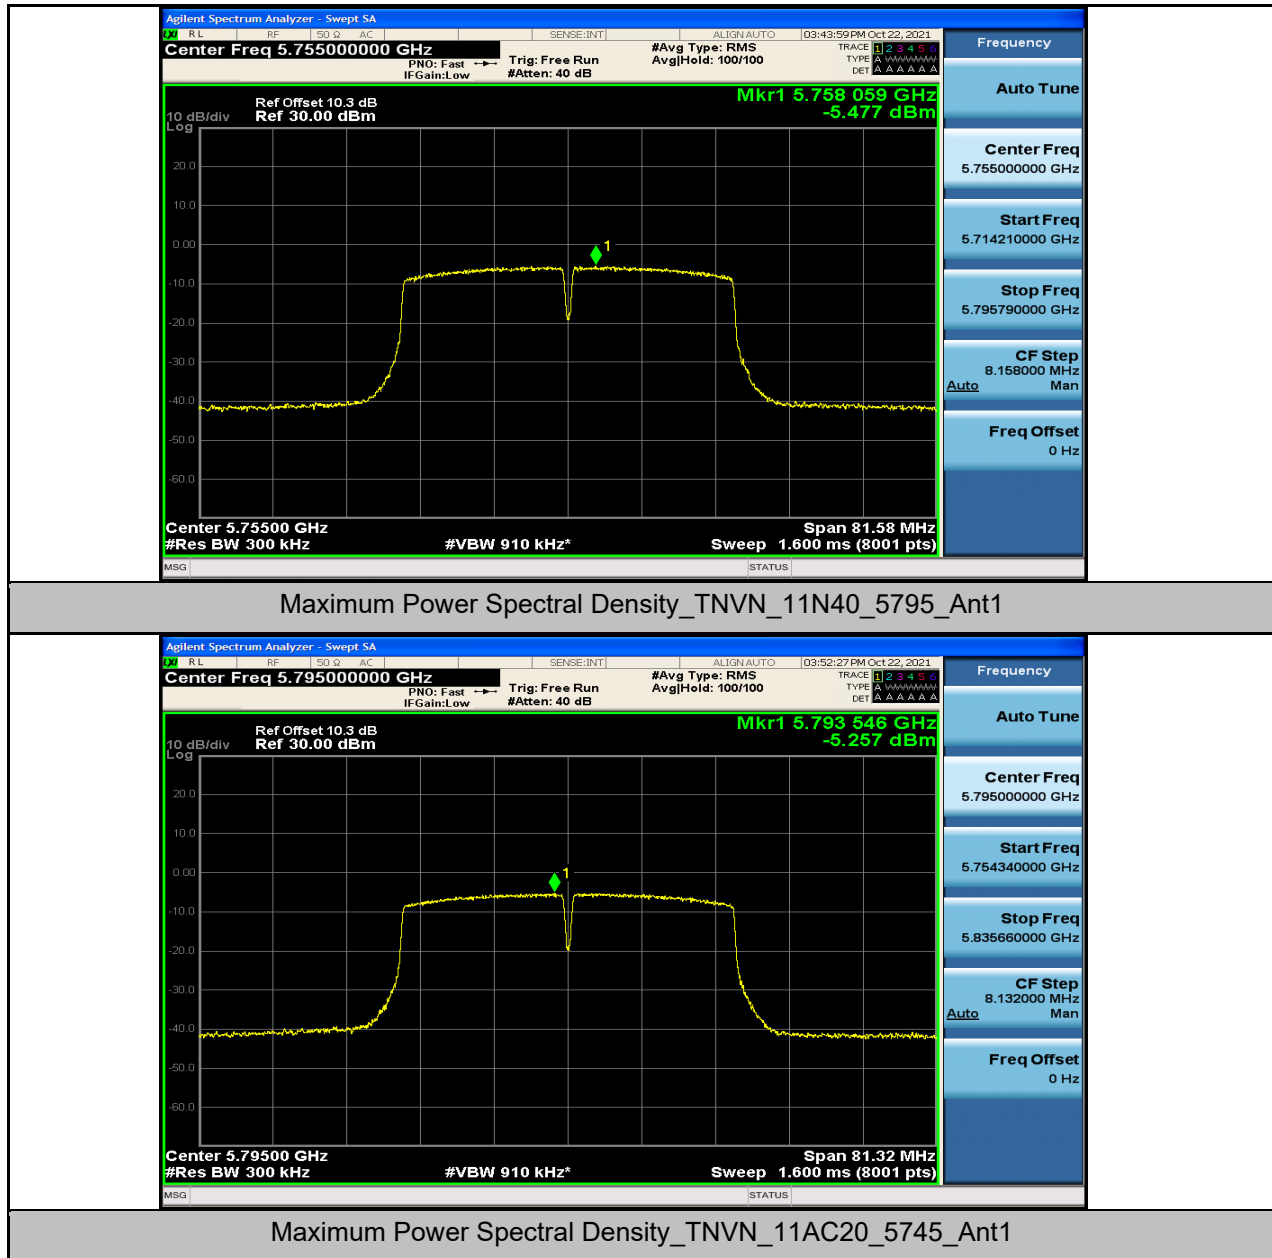 Agilent Spectrum Analyzer - Swept SA
LXI RL RF 50 Ω AC SENSE:INT ALIGNAUTO 03:43:59PM Oct 22, 2021
Center Freq 5.755000000 GHz
PNO: Fast
IFGain:Low
Trig: Free Run
#Atten: 40 dB
#Avg Type: RMS
Avg|Hold: 100/100
TRACE 1 2 3 4 5 6
TYPE A WWWWW
DET A A A A A A
Mkr1 5.758 059 GHz
-5.477 dBm
Ref Offset 10.3 dB
10 dB/div Ref 30.00 dBm
Log
20.0
10.0
0.00
-10.0
-20.0
-30.0
-40.0
-50.0
-60.0
1
Center 5.75500 GHz Span 81.58 MHz
#Res BW 300 kHz #VBW 910 kHz* Sweep 1.600 ms (8001 pts)
MSG STATUS
Frequency
Auto Tune
Center Freq
5.755000000 GHz
Start Freq
5.714210000 GHz
Stop Freq
5.795790000 GHz
CF Step
8.158000 MHz
Auto Man
Freq Offset
0 Hz
Maximum Power Spectral Density_TNVN_11N40_5795_Ant1
Agilent Spectrum Analyzer - Swept SA
LXI RL RF 50 Ω AC SENSE:INT ALIGNAUTO 03:52:27PM Oct 22, 2021
Center Freq 5.795000000 GHz
PNO: Fast
IFGain:Low
Trig: Free Run
#Atten: 40 dB
#Avg Type: RMS
Avg|Hold: 100/100
TRACE 1 2 3 4 5 6
TYPE A WWWWW
DET A A A A A A
Mkr1 5.793 546 GHz
-5.257 dBm
Ref Offset 10.3 dB
10 dB/div Ref 30.00 dBm
Log
20.0
10.0
0.00
-10.0
-20.0
-30.0
-40.0
-50.0
-60.0
1
Center 5.79500 GHz Span 81.32 MHz
#Res BW 300 kHz #VBW 910 kHz* Sweep 1.600 ms (8001 pts)
MSG STATUS
Frequency
Auto Tune
Center Freq
5.795000000 GHz
Start Freq
5.754340000 GHz
Stop Freq
5.835660000 GHz
CF Step
8.132000 MHz
Auto Man
Freq Offset
0 Hz
Maximum Power Spectral Density_TNVN_11AC20_5745_Ant1